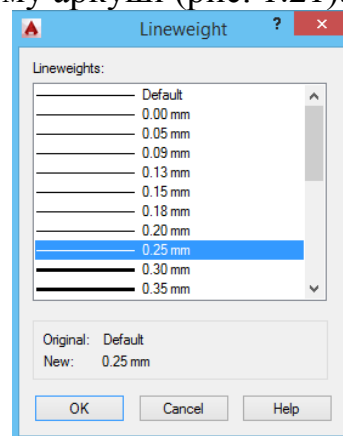 му аркуші (рис. 1.21)
Lineweight ? ×
Lineweights:
Default
0.00 mm
0.05 mm
0.09 mm
0.13 mm
0.15 mm
0.18 mm
0.20 mm
0.25 mm
0.30 mm
0.35 mm
Original: Default
New: 0.25 mm
OK Cancel Help